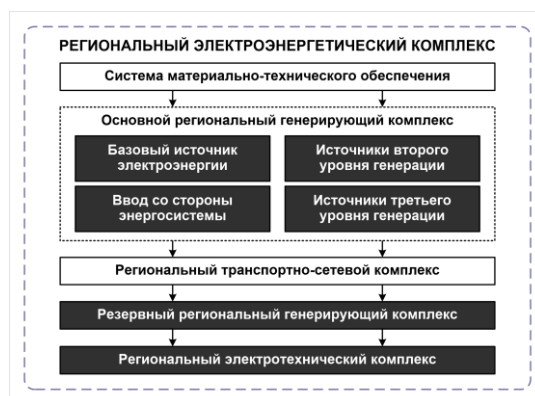 РЕГИОНАЛЬНЫЙ ЭЛЕКТРОЭНЕРГЕТИЧЕСКИЙ КОМПЛЕКС
Система материально-технического обеспечения
Основной региональный генерирующий комплекс
Базовый источник
электроэнергии
Источники второго
уровня генерации
Ввод со стороны
энергосистемы
Источники третьего
уровня генерации
Региональный транспортно-сетевой комплекс
Резервный региональный генерирующий комплекс
Региональный электротехнический комплекс